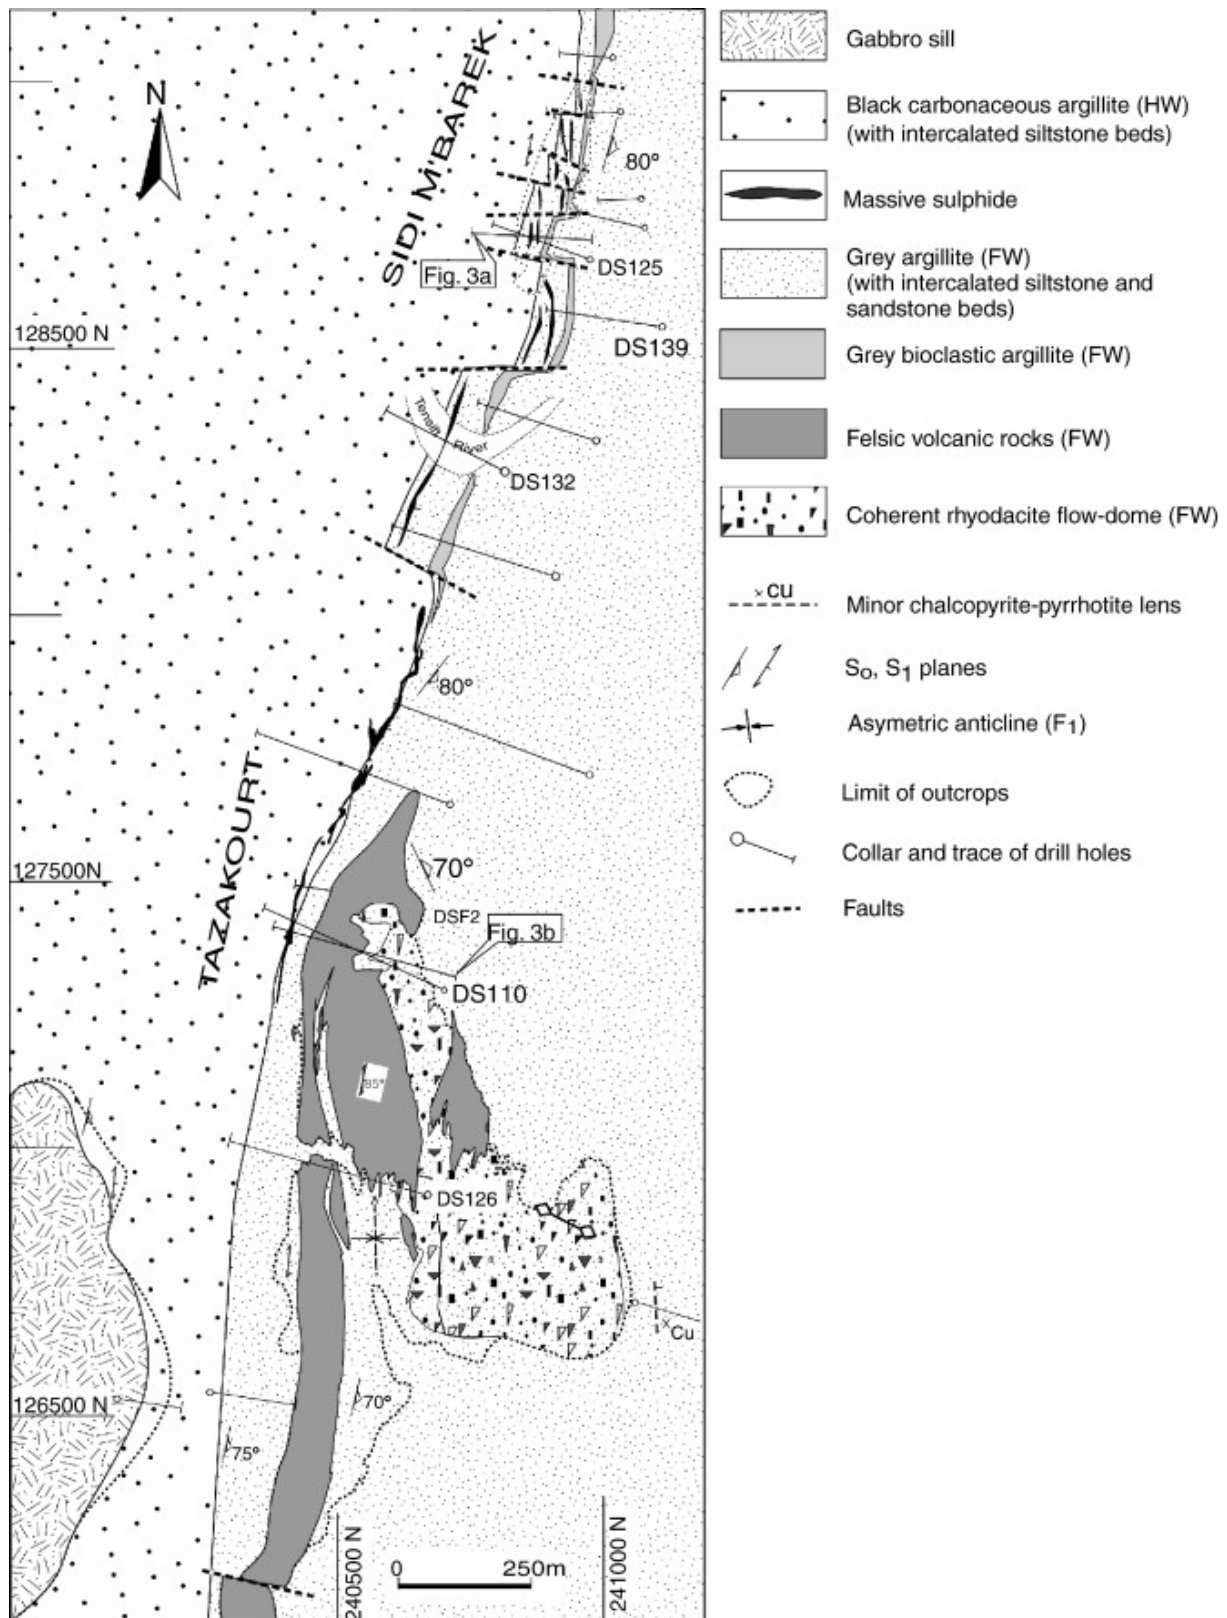 N
SIDI M'BAREK
80°
Fig. 3a
DS125
128500 N
DS139
Tensift
River
DS132
80°
TAZAKOURT
127500N
70°
DSF2
Fig. 3b
DS110
85°
DS126
Cu
126500 N
70°
75°
240500 N
0 250m
241000 N
Gabbro sill
Black carbonaceous argillite (HW)
(with intercalated siltstone beds)
Massive sulphide
Grey argillite (FW)
(with intercalated siltstone and
sandstone beds)
Grey bioclastic argillite (FW)
Felsic volcanic rocks (FW)
Coherent rhyodacite flow-dome (FW)
×cu
Minor chalcopyrite-pyrrhotite lens
So, S1 planes
Asymetric anticline (F1)
Limit of outcrops
Collar and trace of drill holes
Faults